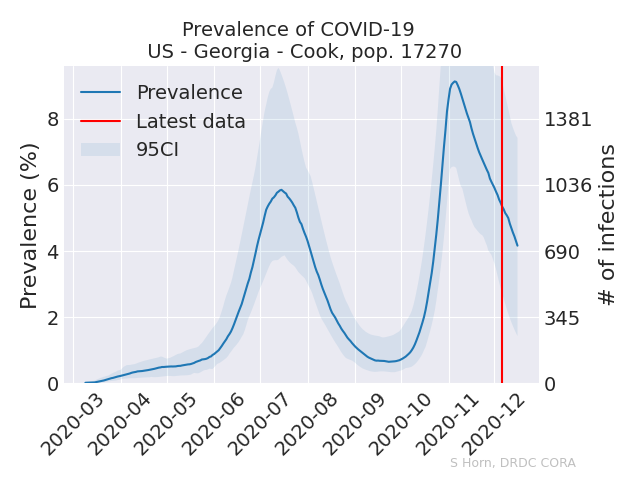 Prevalence of COVID-19
US - Georgia - Cook, pop. 17270
Prevalence
Latest data
95CI
Prevalence (%)
8
6
4
2
0
1381
1036
690
345
0
# of infections
2020-03
2020-04
2020-05
2020-06
2020-07
2020-08
2020-09
2020-10
2020-11
2020-12
S Horn, DRDC CORA